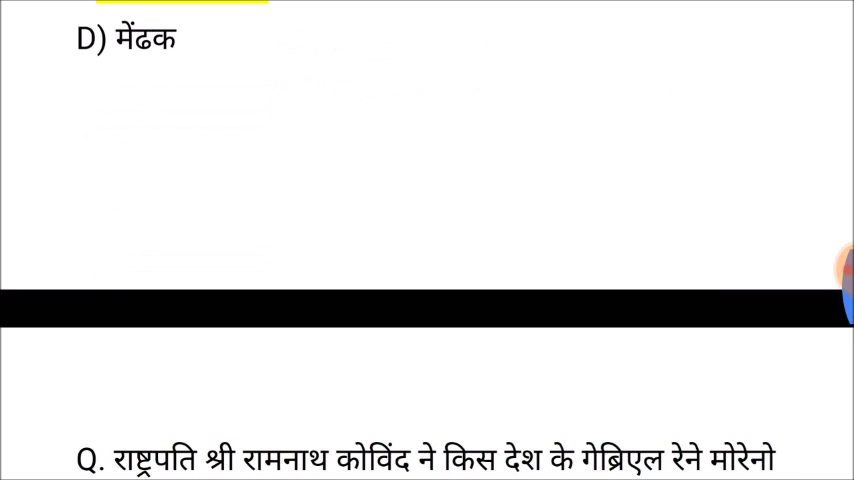 D) मेंढक
Q. राष्ट्रपति श्री रामनाथ कोविंद ने किस देश के गेब्रिएल रेने मोरेनो